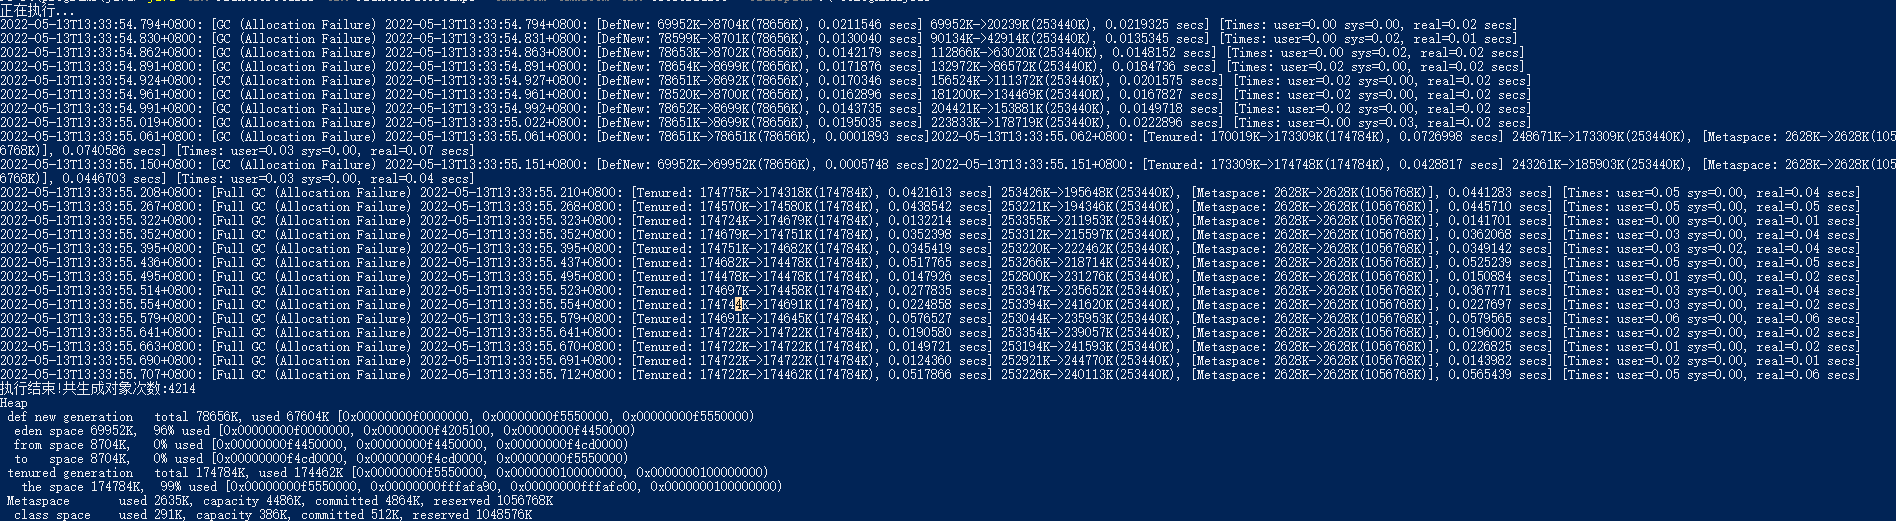 正在执行...
2022-05-13T13:33:54.794+0800: [GC (Allocation Failure) 2022-05-13T13:33:54.794+0800: [DefNew: 69952K->8704K(78656K), 0.0211546 secs] 69952K->20239K(253440K), 0.0219325 secs] [Times: user=0.00 sys=0.00, real=0.02 secs]
2022-05-13T13:33:54.831+0800: [GC (Allocation Failure) 2022-05-13T13:33:54.831+0800: [DefNew: 78599K->8701K(78656K), 0.0130040 secs] 90134K->42914K(253440K), 0.0135345 secs] [Times: user=0.00 sys=0.02, real=0.01 secs]
2022-05-13T13:33:54.863+0800: [GC (Allocation Failure) 2022-05-13T13:33:54.863+0800: [DefNew: 78653K->8702K(78656K), 0.0142179 secs] 112866K->63020K(253440K), 0.0148152 secs] [Times: user=0.00 sys=0.02, real=0.02 secs]
2022-05-13T13:33:54.891+0800: [GC (Allocation Failure) 2022-05-13T13:33:54.891+0800: [DefNew: 78654K->8699K(78656K), 0.0171876 secs] 132972K->86572K(253440K), 0.0184736 secs] [Times: user=0.02 sys=0.00, real=0.02 secs]
2022-05-13T13:33:54.924+0800: [GC (Allocation Failure) 2022-05-13T13:33:54.927+0800: [DefNew: 78651K->8692K(78656K), 0.0170346 secs] 156524K->111372K(253440K), 0.0201575 secs] [Times: user=0.02 sys=0.00, real=0.02 secs]
2022-05-13T13:33:54.961+0800: [GC (Allocation Failure) 2022-05-13T13:33:54.961+0800: [DefNew: 78520K->8700K(78656K), 0.0162896 secs] 181200K->134469K(253440K), 0.0167827 secs] [Times: user=0.02 sys=0.00, real=0.02 secs]
2022-05-13T13:33:54.991+0800: [GC (Allocation Failure) 2022-05-13T13:33:54.992+0800: [DefNew: 78652K->8699K(78656K), 0.0143735 secs] 204421K->153881K(253440K), 0.0149718 secs] [Times: user=0.02 sys=0.00, real=0.02 secs]
2022-05-13T13:33:55.019+0800: [GC (Allocation Failure) 2022-05-13T13:33:55.022+0800: [DefNew: 78651K->8699K(78656K), 0.0195035 secs] 223833K->178719K(253440K), 0.0222896 secs] [Times: user=0.00 sys=0.03, real=0.02 secs]
2022-05-13T13:33:55.061+0800: [GC (Allocation Failure) 2022-05-13T13:33:55.061+0800: [DefNew: 78651K->78651K(78656K), 0.0001893 secs]2022-05-13T13:33:55.062+0800: [Tenured: 170019K->173309K(174784K), 0.0726998 secs] 248671K->173309K(253440K), [Metaspace: 2628K->2628K(105
6768K)], 0.0740586 secs] [Times: user=0.03 sys=0.00, real=0.07 secs]
2022-05-13T13:33:55.150+0800: [GC (Allocation Failure) 2022-05-13T13:33:55.151+0800: [DefNew: 69952K->69952K(78656K), 0.0005748 secs]2022-05-13T13:33:55.151+0800: [Tenured: 173309K->174748K(174784K), 0.0428817 secs] 243261K->185903K(253440K), [Metaspace: 2628K->2628K(105
6768K)], 0.0446703 secs] [Times: user=0.03 sys=0.00, real=0.04 secs]
2022-05-13T13:33:55.208+0800: [Full GC (Allocation Failure) 2022-05-13T13:33:55.210+0800: [Tenured: 174775K->174318K(174784K), 0.0421613 secs] 253426K->195648K(253440K), [Metaspace: 2628K->2628K(1056768K)], 0.0441283 secs] [Times: user=0.05 sys=0.00, real=0.04 secs]
2022-05-13T13:33:55.267+0800: [Full GC (Allocation Failure) 2022-05-13T13:33:55.268+0800: [Tenured: 174570K->174580K(174784K), 0.0438542 secs] 253221K->194346K(253440K), [Metaspace: 2628K->2628K(1056768K)], 0.0445710 secs] [Times: user=0.05 sys=0.00, real=0.05 secs]
2022-05-13T13:33:55.322+0800: [Full GC (Allocation Failure) 2022-05-13T13:33:55.323+0800: [Tenured: 174724K->174679K(174784K), 0.0132214 secs] 253355K->211953K(253440K), [Metaspace: 2628K->2628K(1056768K)], 0.0141701 secs] [Times: user=0.00 sys=0.00, real=0.01 secs]
2022-05-13T13:33:55.352+0800: [Full GC (Allocation Failure) 2022-05-13T13:33:55.352+0800: [Tenured: 174679K->174751K(174784K), 0.0352398 secs] 253312K->215597K(253440K), [Metaspace: 2628K->2628K(1056768K)], 0.0362068 secs] [Times: user=0.03 sys=0.00, real=0.04 secs]
2022-05-13T13:33:55.395+0800: [Full GC (Allocation Failure) 2022-05-13T13:33:55.395+0800: [Tenured: 174751K->174682K(174784K), 0.0345419 secs] 253220K->222462K(253440K), [Metaspace: 2628K->2628K(1056768K)], 0.0349142 secs] [Times: user=0.03 sys=0.02, real=0.04 secs]
2022-05-13T13:33:55.436+0800: [Full GC (Allocation Failure) 2022-05-13T13:33:55.437+0800: [Tenured: 174682K->174478K(174784K), 0.0517765 secs] 253266K->218714K(253440K), [Metaspace: 2628K->2628K(1056768K)], 0.0525239 secs] [Times: user=0.05 sys=0.00, real=0.05 secs]
2022-05-13T13:33:55.495+0800: [Full GC (Allocation Failure) 2022-05-13T13:33:55.495+0800: [Tenured: 174478K->174478K(174784K), 0.0147926 secs] 252800K->231276K(253440K), [Metaspace: 2628K->2628K(1056768K)], 0.0150884 secs] [Times: user=0.01 sys=0.00, real=0.02 secs]
2022-05-13T13:33:55.514+0800: [Full GC (Allocation Failure) 2022-05-13T13:33:55.523+0800: [Tenured: 174697K->174458K(174784K), 0.0277835 secs] 253347K->235652K(253440K), [Metaspace: 2628K->2628K(1056768K)], 0.0367771 secs] [Times: user=0.03 sys=0.00, real=0.04 secs]
2022-05-13T13:33:55.554+0800: [Full GC (Allocation Failure) 2022-05-13T13:33:55.554+0800: [Tenured: 174744K->174691K(174784K), 0.0224858 secs] 253394K->241620K(253440K), [Metaspace: 2628K->2628K(1056768K)], 0.0227697 secs] [Times: user=0.03 sys=0.00, real=0.02 secs]
2022-05-13T13:33:55.579+0800: [Full GC (Allocation Failure) 2022-05-13T13:33:55.579+0800: [Tenured: 174691K->174645K(174784K), 0.0576527 secs] 253044K->235953K(253440K), [Metaspace: 2628K->2628K(1056768K)], 0.0579565 secs] [Times: user=0.06 sys=0.00, real=0.06 secs]
2022-05-13T13:33:55.641+0800: [Full GC (Allocation Failure) 2022-05-13T13:33:55.641+0800: [Tenured: 174722K->174722K(174784K), 0.0190580 secs] 253354K->239057K(253440K), [Metaspace: 2628K->2628K(1056768K)], 0.0196002 secs] [Times: user=0.02 sys=0.00, real=0.02 secs]
2022-05-13T13:33:55.663+0800: [Full GC (Allocation Failure) 2022-05-13T13:33:55.670+0800: [Tenured: 174722K->174722K(174784K), 0.0149721 secs] 253194K->241593K(253440K), [Metaspace: 2628K->2628K(1056768K)], 0.0226825 secs] [Times: user=0.01 sys=0.00, real=0.02 secs]
2022-05-13T13:33:55.690+0800: [Full GC (Allocation Failure) 2022-05-13T13:33:55.691+0800: [Tenured: 174722K->174722K(174784K), 0.0124360 secs] 252921K->244770K(253440K), [Metaspace: 2628K->2628K(1056768K)], 0.0143982 secs] [Times: user=0.02 sys=0.00, real=0.01 secs]
2022-05-13T13:33:55.707+0800: [Full GC (Allocation Failure) 2022-05-13T13:33:55.712+0800: [Tenured: 174722K->174462K(174784K), 0.0517866 secs] 253226K->240113K(253440K), [Metaspace: 2628K->2628K(1056768K)], 0.0565439 secs] [Times: user=0.05 sys=0.00, real=0.06 secs]
执行结束!共生成对象次数:4214
Heap
def new generation total 78656K, used 67604K [0x00000000f0000000, 0x00000000f5550000, 0x00000000f5550000)
eden space 69952K, 96% used [0x00000000f0000000, 0x00000000f4205100, 0x00000000f4450000)
from space 8704K, 0% used [0x00000000f4450000, 0x00000000f4450000, 0x00000000f4cd0000)
to space 8704K, 0% used [0x00000000f4cd0000, 0x00000000f4cd0000, 0x00000000f5550000)
tenured generation total 174784K, used 174462K [0x00000000f5550000, 0x0000000100000000, 0x0000000100000000)
the space 174784K, 99% used [0x00000000f5550000, 0x00000000fffafa90, 0x00000000fffafc00, 0x0000000100000000)
Metaspace used 2635K, capacity 4486K, committed 4864K, reserved 1056768K
class space used 291K, capacity 386K, committed 512K, reserved 1048576K